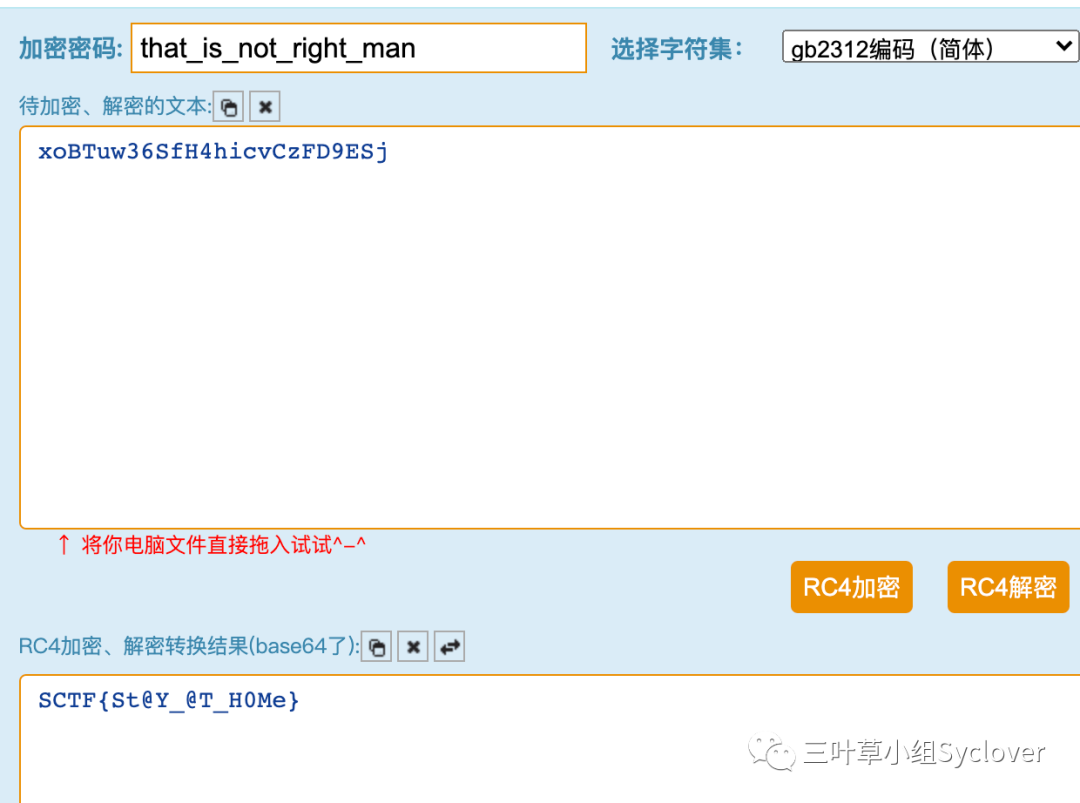 加密密码: that_is_not_right_man 选择字符集: gb2312编码（简体）
待加密、解密的文本:
xoBTuw36SfH4hicvCzFD9ESj
↑ 将你电脑文件直接拖入试试^-^
RC4加密 RC4解密
RC4加密、解密转换结果(base64了):
SCTF{St@Y_@T_H0Me}
三叶草小组Syclover